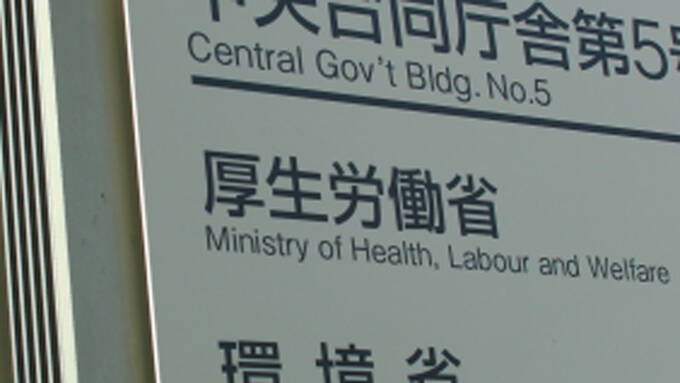 中央合同庁舎第5号
Central Gov't Bldg. No.5
厚生労働省
Ministry of Health, Labour and Welfare
環境省